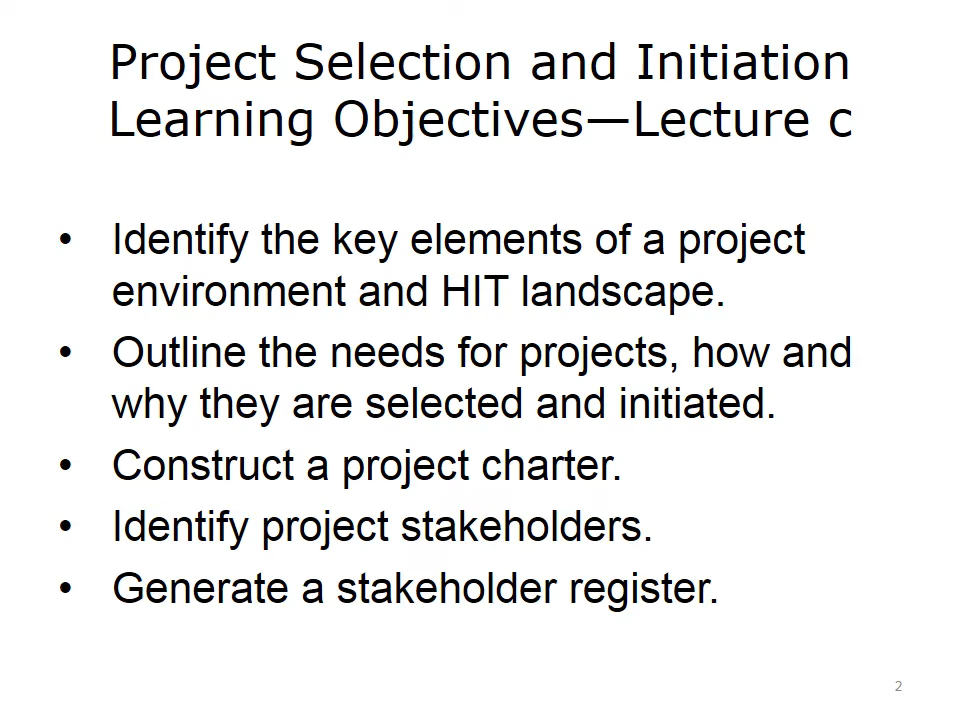 Project Selection and Initiation
Learning Objectives—Lecture c
• Identify the key elements of a project
environment and HIT landscape.
• Outline the needs for projects, how and
why they are selected and initiated.
• Construct a project charter.
• Identify project stakeholders.
• Generate a stakeholder register.
2